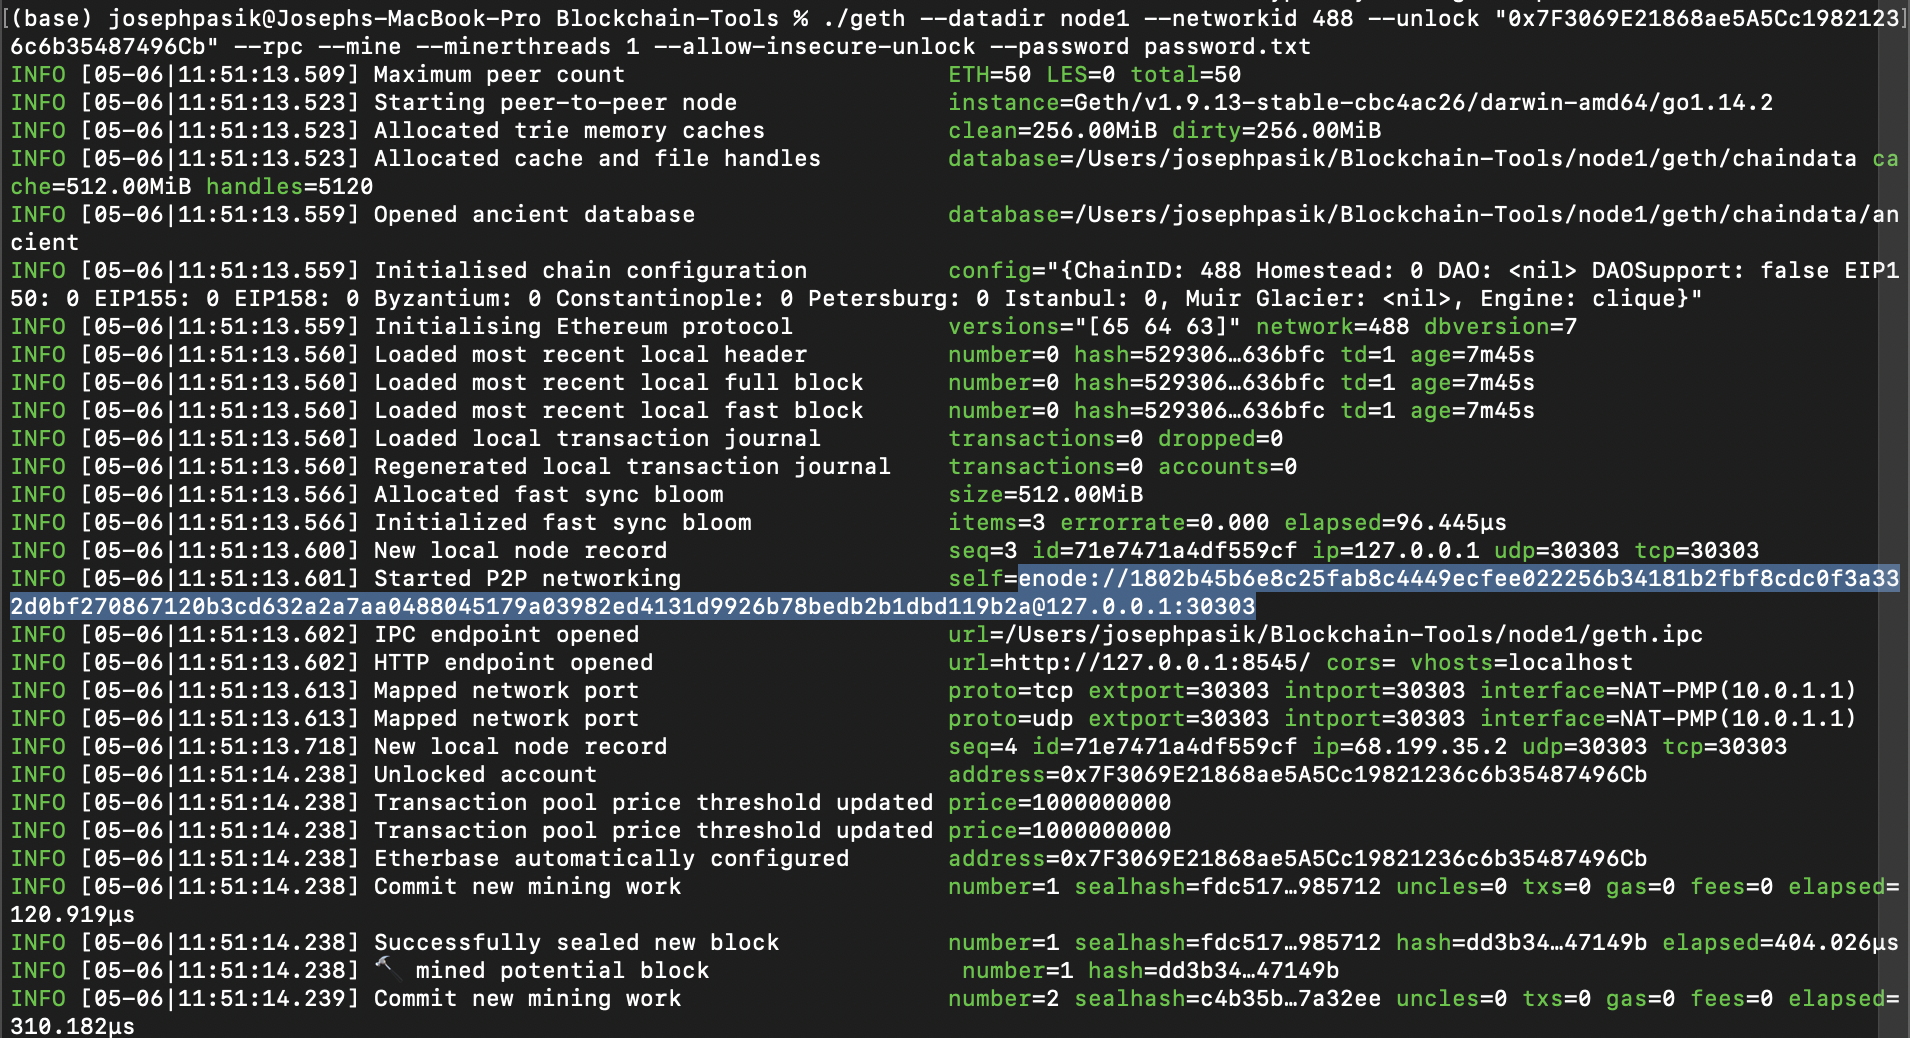 (base) josephpasik@Josephs-MacBook-Pro Blockchain-Tools % ./geth --datadir node1 --networkid 488 --unlock "0x7F3069E21868ae5A5Cc1982123
6c6b35487496Cb" --rpc --mine --minerthreads 1 --allow-insecure-unlock --password password.txt
INFO [05-06|11:51:13.509] Maximum peer count                       ETH=50 LES=0 total=50
INFO [05-06|11:51:13.523] Starting peer-to-peer node               instance=Geth/v1.9.13-stable-cbc4ac26/darwin-amd64/go1.14.2
INFO [05-06|11:51:13.523] Allocated trie memory caches             clean=256.00MiB dirty=256.00MiB
INFO [05-06|11:51:13.523] Allocated cache and file handles         database=/Users/josephpasik/Blockchain-Tools/node1/geth/chaindata ca
che=512.00MiB handles=5120
INFO [05-06|11:51:13.559] Opened ancient database                  database=/Users/josephpasik/Blockchain-Tools/node1/geth/chaindata/an
cient
INFO [05-06|11:51:13.559] Initialised chain configuration          config="{ChainID: 488 Homestead: 0 DAO: <nil> DAOSupport: false EIP1
50: 0 EIP155: 0 EIP158: 0 Byzantium: 0 Constantinople: 0 Petersburg: 0 Istanbul: 0, Muir Glacier: <nil>, Engine: clique}"
INFO [05-06|11:51:13.559] Initialising Ethereum protocol           versions="[65 64 63]" network=488 dbversion=7
INFO [05-06|11:51:13.560] Loaded most recent local header          number=0 hash=529306…636bfc td=1 age=7m45s
INFO [05-06|11:51:13.560] Loaded most recent local full block      number=0 hash=529306…636bfc td=1 age=7m45s
INFO [05-06|11:51:13.560] Loaded most recent local fast block      number=0 hash=529306…636bfc td=1 age=7m45s
INFO [05-06|11:51:13.560] Loaded local transaction journal         transactions=0 dropped=0
INFO [05-06|11:51:13.560] Regenerated local transaction journal    transactions=0 accounts=0
INFO [05-06|11:51:13.566] Allocated fast sync bloom                size=512.00MiB
INFO [05-06|11:51:13.566] Initialized fast sync bloom              items=3 errorrate=0.000 elapsed=96.445µs
INFO [05-06|11:51:13.600] New local node record                    seq=3 id=71e7471a4df559cf ip=127.0.0.1 udp=30303 tcp=30303
INFO [05-06|11:51:13.601] Started P2P networking                   self=enode://1802b45b6e8c25fab8c4449ecfee022256b34181b2fbf8cdc0f3a33
2d0bf270867120b3cd632a2a7aa0488045179a03982ed4131d9926b78bedb2b1dbd119b2a@127.0.0.1:30303
INFO [05-06|11:51:13.602] IPC endpoint opened                      url=/Users/josephpasik/Blockchain-Tools/node1/geth.ipc
INFO [05-06|11:51:13.602] HTTP endpoint opened                     url=http://127.0.0.1:8545/ cors= vhosts=localhost
INFO [05-06|11:51:13.613] Mapped network port                      proto=tcp extport=30303 intport=30303 interface=NAT-PMP(10.0.1.1)
INFO [05-06|11:51:13.613] Mapped network port                      proto=udp extport=30303 intport=30303 interface=NAT-PMP(10.0.1.1)
INFO [05-06|11:51:13.718] New local node record                    seq=4 id=71e7471a4df559cf ip=68.199.35.2 udp=30303 tcp=30303
INFO [05-06|11:51:14.238] Unlocked account                         address=0x7F3069E21868ae5A5Cc19821236c6b35487496Cb
INFO [05-06|11:51:14.238] Transaction pool price threshold updated price=1000000000
INFO [05-06|11:51:14.238] Transaction pool price threshold updated price=1000000000
INFO [05-06|11:51:14.238] Etherbase automatically configured       address=0x7F3069E21868ae5A5Cc19821236c6b35487496Cb
INFO [05-06|11:51:14.238] Commit new mining work                   number=1 sealhash=fdc517…985712 uncles=0 txs=0 gas=0 fees=0 elapsed=
120.919µs
INFO [05-06|11:51:14.238] Successfully sealed new block            number=1 sealhash=fdc517…985712 hash=dd3b34…47149b elapsed=404.026µs
INFO [05-06|11:51:14.238] 🔨 mined potential block                  number=1 hash=dd3b34…47149b
INFO [05-06|11:51:14.239] Commit new mining work                   number=2 sealhash=c4b35b…7a32ee uncles=0 txs=0 gas=0 fees=0 elapsed=
310.182µs